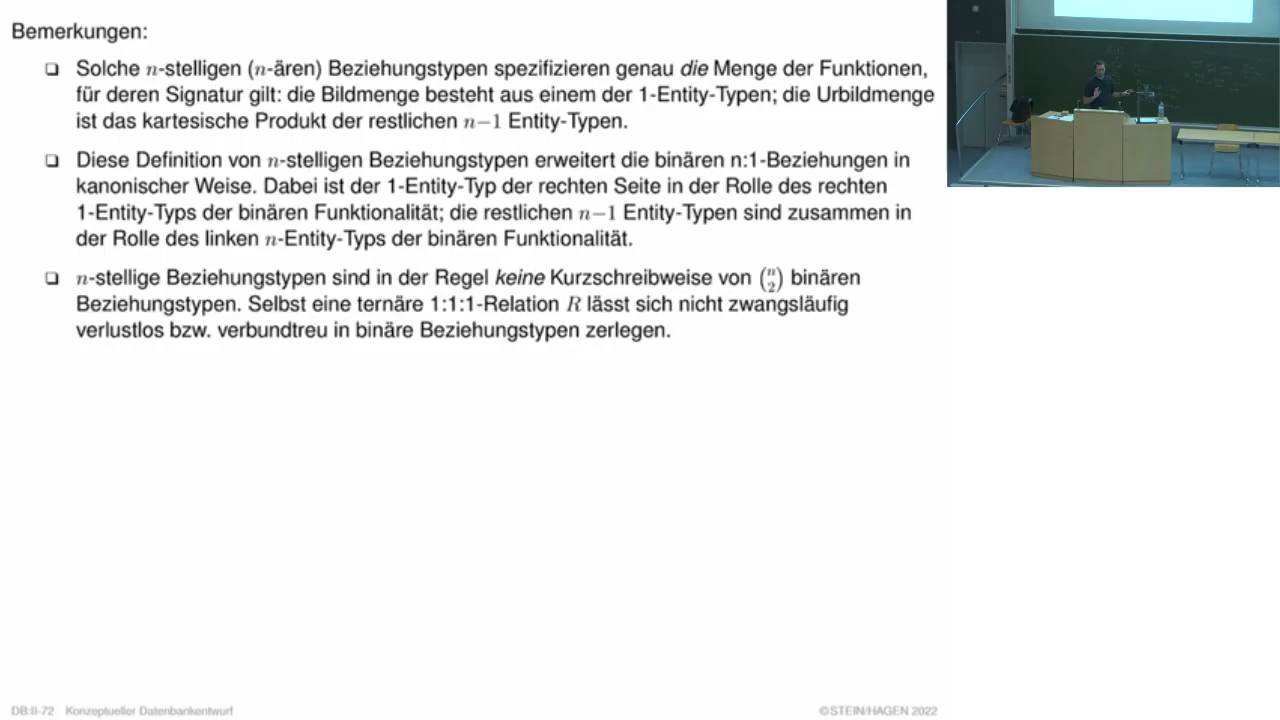 Bemerkungen:
❑ Solche n-stelligen (n-ären) Beziehungstypen spezifizieren genau die Menge der Funktionen,
für deren Signatur gilt: die Bildmenge besteht aus einem der 1-Entity-Typen; die Urbildmenge
ist das kartesische Produkt der restlichen n−1 Entity-Typen.
❑ Diese Definition von n-stelligen Beziehungstypen erweitert die binären n:1-Beziehungen in
kanonischer Weise. Dabei ist der 1-Entity-Typ der rechten Seite in der Rolle des rechten
1-Entity-Typs der binären Funktionalität; die restlichen n−1 Entity-Typen sind zusammen in
der Rolle des linken n-Entity-Typs der binären Funktionalität.
❑ n-stellige Beziehungstypen sind in der Regel keine Kurzschreibweise von (n 2) binären
Beziehungstypen. Selbst eine ternäre 1:1:1-Relation R lässt sich nicht zwangsläufig
verlustlos bzw. verbundtreu in binäre Beziehungstypen zerlegen.
DB:II-72 Konzeptueller Datenbankentwurf ©STEIN/HAGEN 2022